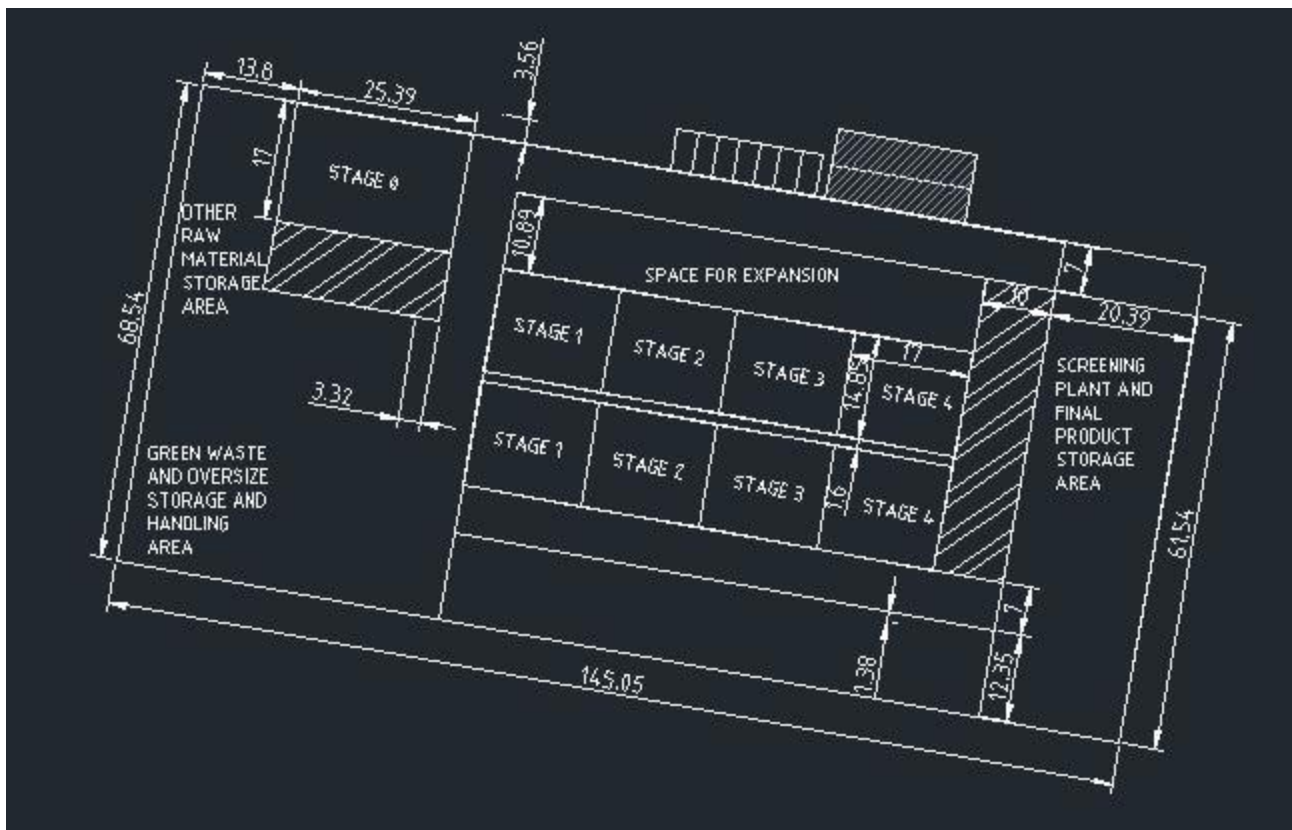 13.8
25.39
3.56
17
STAGE 0
OTHER
RAW
MATERIAL
STORAGE
AREA
68.54
3.32
GREEN WASTE
AND OVERSIZE
STORAGE AND
HANDLING
AREA
10.89
SPACE FOR EXPANSION
7
10
20.39
STAGE 1
STAGE 2
STAGE 3
14.85
17
STAGE 4
STAGE 1
STAGE 2
STAGE 3
16
STAGE 4
SCREENING
PLANT AND
FINAL
PRODUCT
STORAGE
AREA
61.54
7
1.38
12.35
145.05